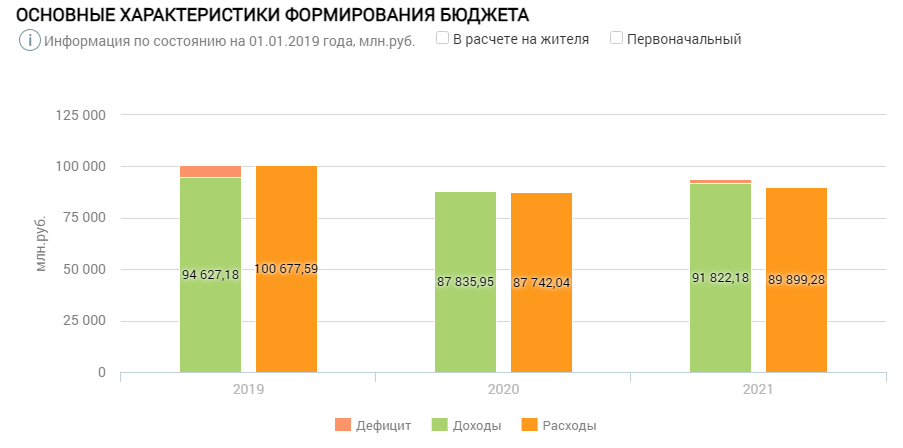 ОСНОВНЫЕ ХАРАКТЕРИСТИКИ ФОРМИРОВАНИЯ БЮДЖЕТА
i Информация по состоянию на 01.01.2019 года, млн.руб. В расчете на жителя Первоначальный
125 000
100 000
75 000
50 000
25 000
0
млн.руб.
94 627,18 100 677,59 87 835,95 87 742,04 91 822,18 89 899,28
2019 2020 2021
Дефицит Доходы Расходы